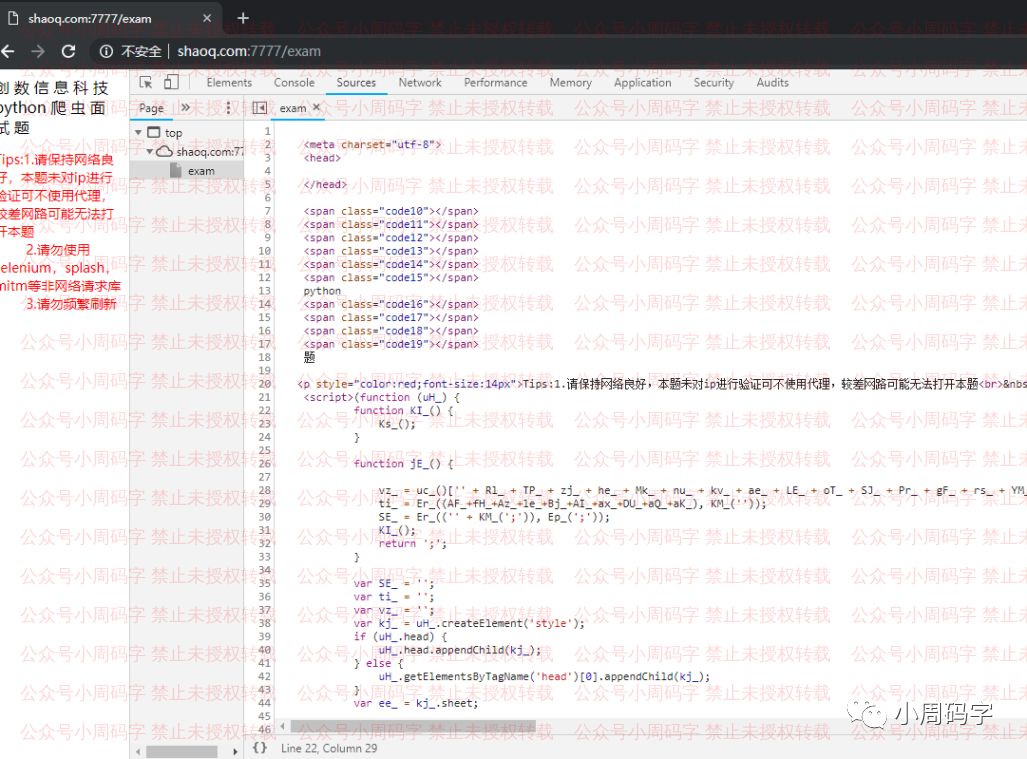 shaoq.com:7777/exam
不安全 | shaoq.com:7777/exam
创数信息科技
python爬虫面
试题
Tips:1.请保持网络良
好，本题未对ip进行
验证可不使用代理，
较差网路可能无法打
开本题
2.请勿使用
selenium，splash，
mitm等非网络请求库
3.请勿频繁刷新
Elements Console Sources Network Performance Memory Application Security Audits
Page » exam
top
shaoq.com:77
exam
1
2 <meta charset="utf-8">
3 <head>
4
5 </head>
6
7 <span class="code10"></span>
8 <span class="code11"></span>
9 <span class="code12"></span>
10 <span class="code13"></span>
11 <span class="code14"></span>
12 <span class="code15"></span>
13 python
14 <span class="code16"></span>
15 <span class="code17"></span>
16 <span class="code18"></span>
17 <span class="code19"></span>
18 题
19
20 <p style="color:red;font-size:14px">Tips:1.请保持网络良好，本题未对ip进行验证可不使用代理，较差网路可能无法打开本题<br>&nbs
21 <script>(function (uH_) {
22 function KI_() {
23 Ks_();
24 }
25
26 function jE_() {
27
28 vz_ = uc_()['' + Rl_ + TP_ + zj_ + he_ + Mk_ + nu_ + kv_ + ae_ + LE_ + oT_ + SJ_ + Pr_ + gF_ + rs_ + YM_
29 ti_ = Er_((AF_+fH_+Az_+le_+Bj_+AI_+ax_+DU_+aQ_+aK_), KM_(''));
30 SE_ = Er_(('' + KM_(';')), Ep_(';'));
31 KI_();
32 return ';';
33 }
34
35 var SE_ = '';
36 var ti_ = '';
37 var vz_ = '';
38 var kj_ = uH_.createElement('style');
39 if (uH_.head) {
40 uH_.head.appendChild(kj_);
41 } else {
42 uH_.getElementsByTagName('head')[0].appendChild(kj_);
43 }
44 var ee_ = kj_.sheet;
45
46
{} Line 22, Column 29
小周码字
公众号小周码字 禁止未授权转载